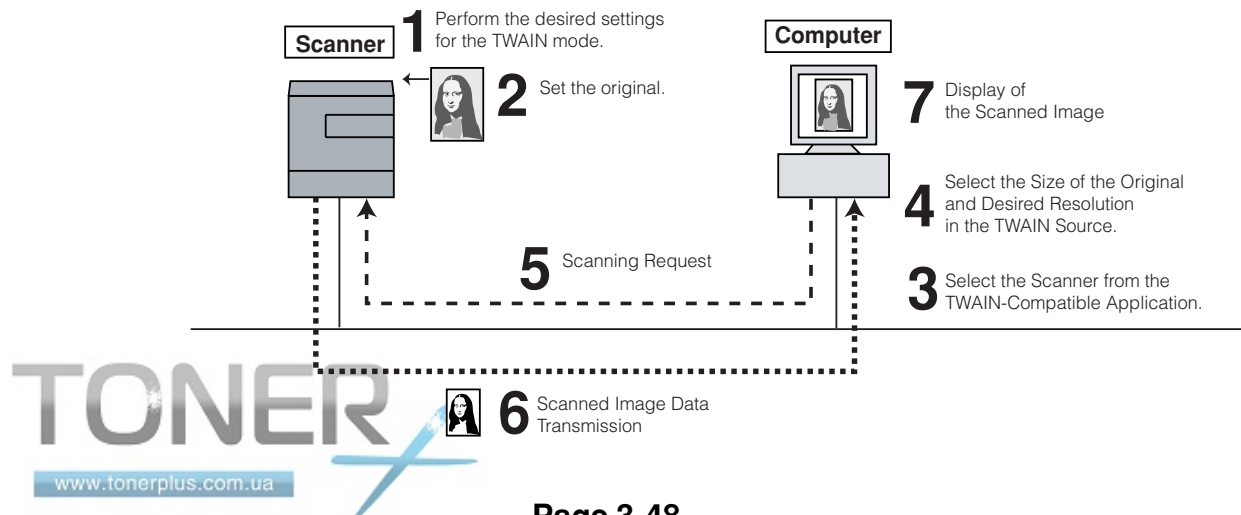 Scanner
1 Perform the desired settings
for the TWAIN mode.
2 Set the original.
Computer
7 Display of
the Scanned Image
4 Select the Size of the Original
and Desired Resolution
in the TWAIN Source.
3 Select the Scanner from the
TWAIN-Compatible Application.
5 Scanning Request
6 Scanned Image Data
Transmission
TONER
www.tonerplus.com.ua
Page 3-48